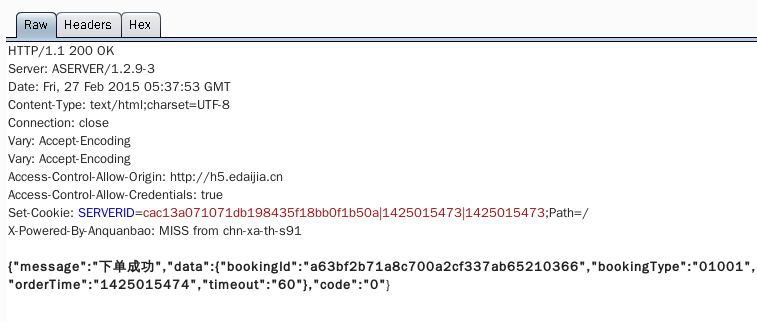 Raw Headers Hex
HTTP/1.1 200 OK
Server: ASERVER/1.2.9-3
Date: Fri, 27 Feb 2015 05:37:53 GMT
Content-Type: text/html;charset=UTF-8
Connection: close
Vary: Accept-Encoding
Vary: Accept-Encoding
Access-Control-Allow-Origin: http://h5.edaijia.cn
Access-Control-Allow-Credentials: true
Set-Cookie: SERVERID=cac13a071071db198435f18bb0f1b50a|1425015473|1425015473;Path=/
X-Powered-By-Anquanbao: MISS from chn-xa-th-s91
{"message":"下单成功","data":{"bookingId":"a63bf2b71a8c700a2cf337ab65210366","bookingType":"01001",
"orderTime":"1425015474","timeout":"60"},"code":"0"}